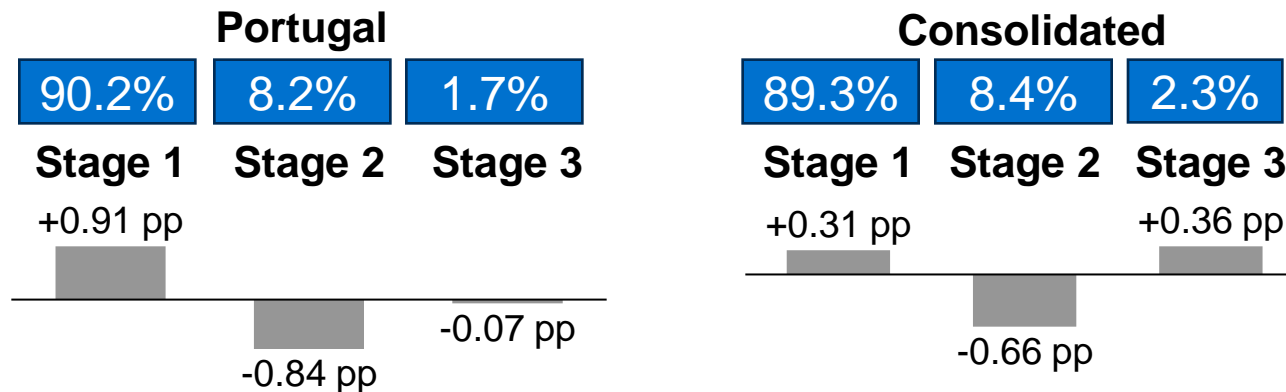 Portugal
90.2% 8.2% 1.7%
Stage 1 Stage 2 Stage 3
+0.91 pp
-0.84 pp
-0.07 pp
Consolidated
89.3% 8.4% 2.3%
Stage 1 Stage 2 Stage 3
+0.31 pp
-0.66 pp
+0.36 pp